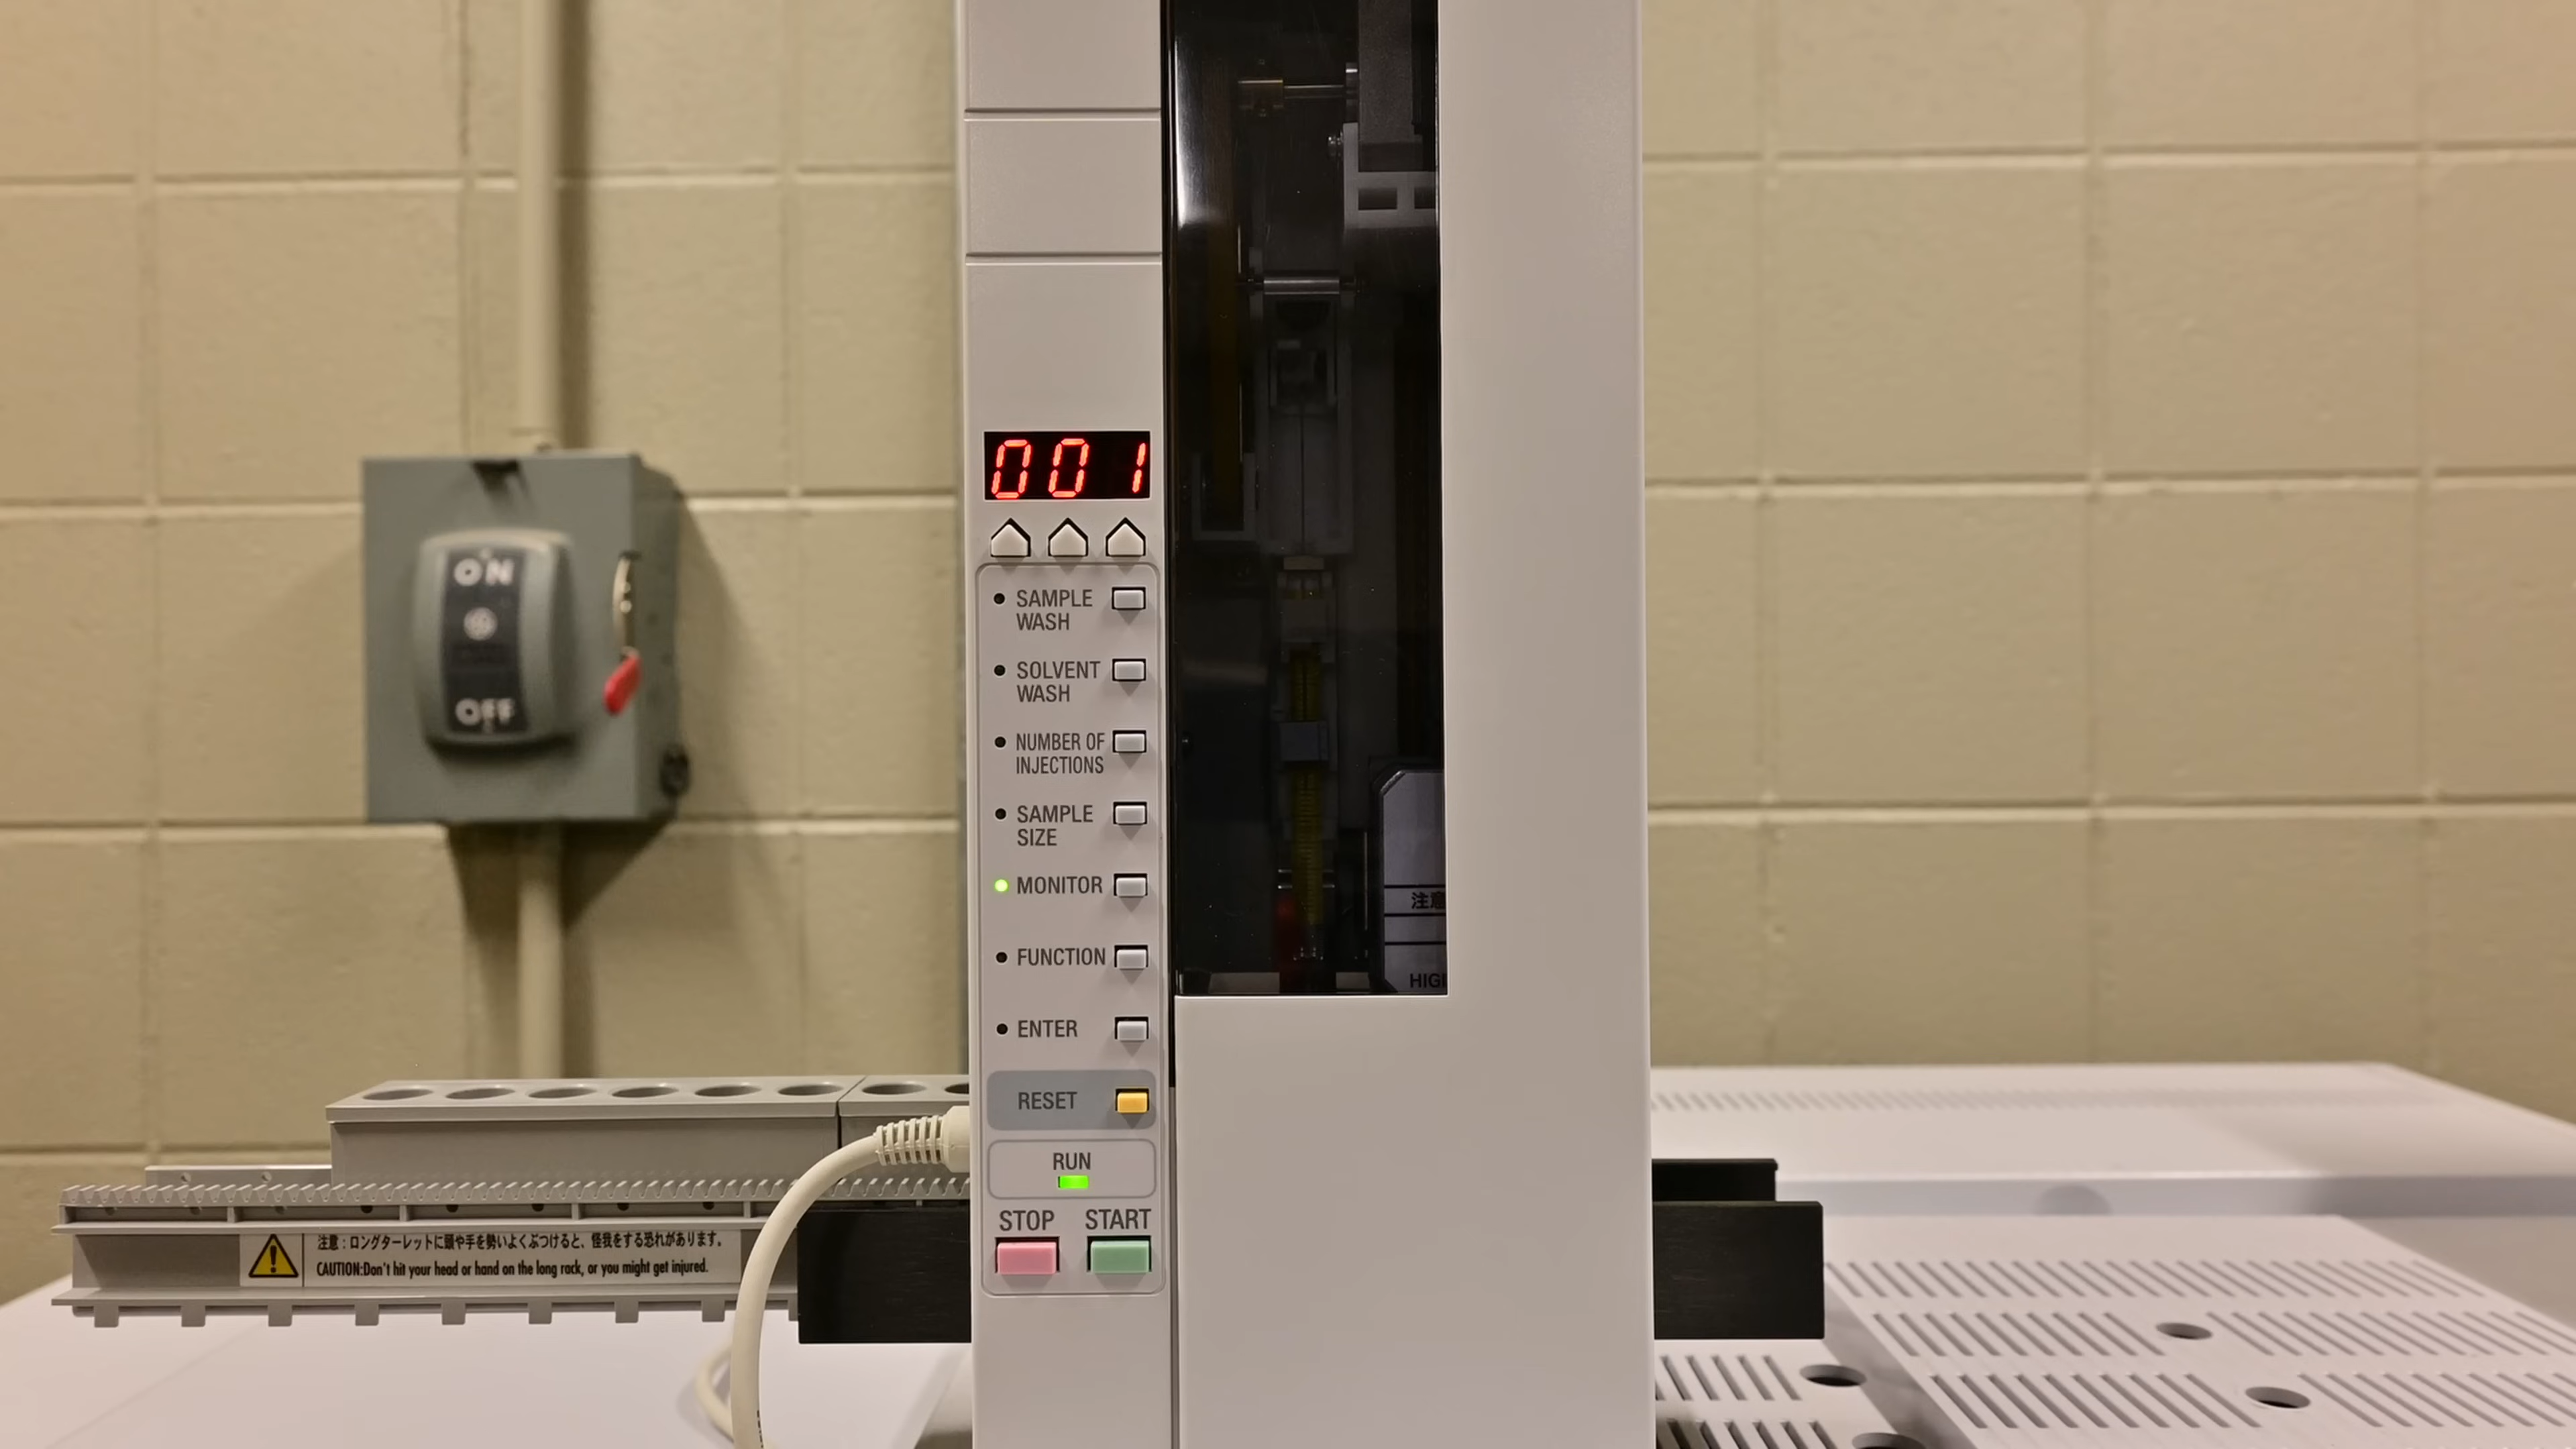 ON
OFF
001
SAMPLE
WASH
SOLVENT
WASH
NUMBER OF
INJECTIONS
SAMPLE
SIZE
MONITOR
FUNCTION
ENTER
RESET
RUN
STOP START
注意
HIGH
注意：ロングターレットに頭や手を勢いよくぶつけると、怪我をする恐れがあります。
CAUTION:Don't hit your head or hand on the long rack, or you might get injured.